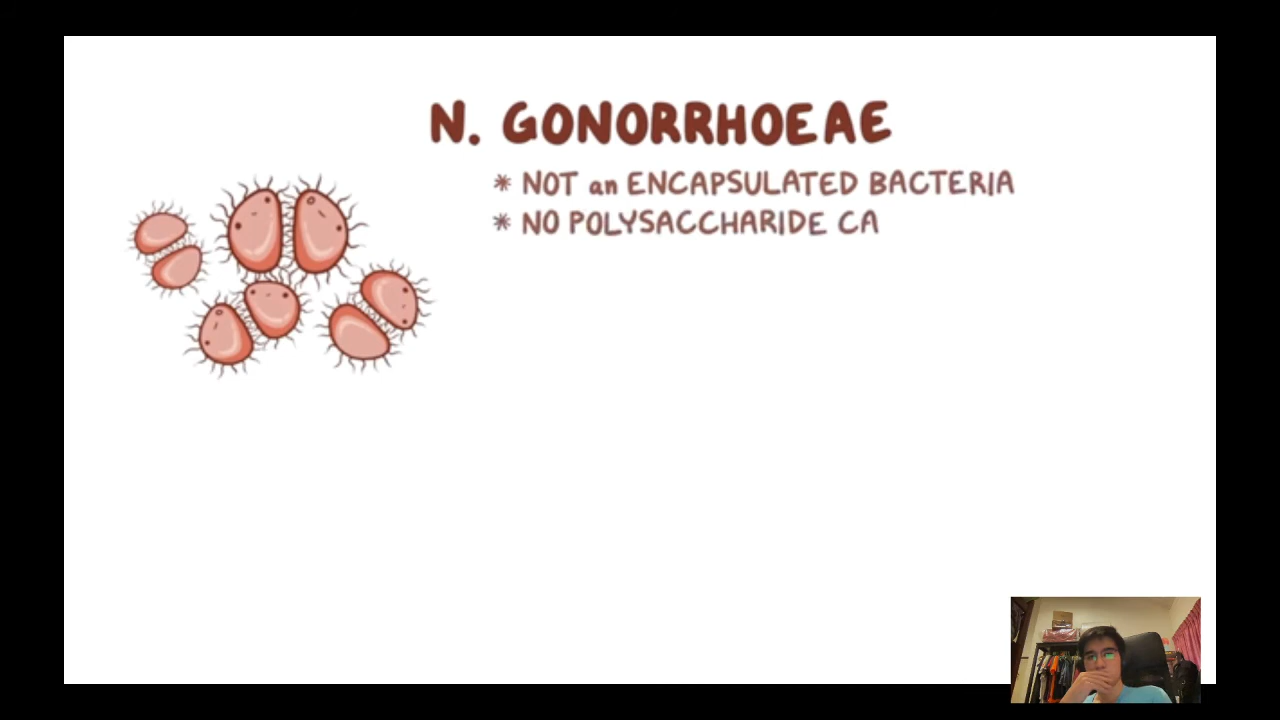 N. GONORRHOEAE
* NOT an ENCAPSULATED BACTERIA
* NO POLYSACCHARIDE CA